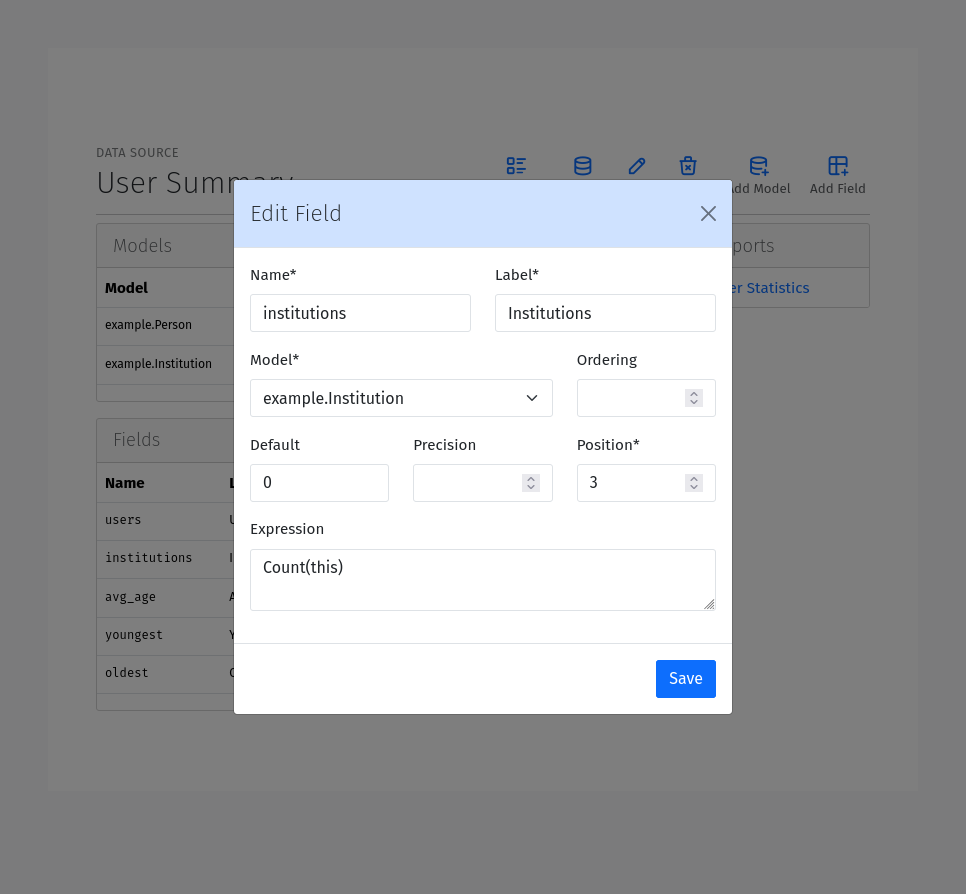 DATA SOURCE
User Summary
Add Model
Add Field
Edit Field
Models
Model
example.Person
example.Institution
Fields
Name
users
institutions
avg_age
youngest
oldest
Name*
Label*
institutions
Institutions
Model*
Ordering
example.Institution
Default
Precision
Position*
0
3
Expression
Count(this)
Save
ports
er Statistics